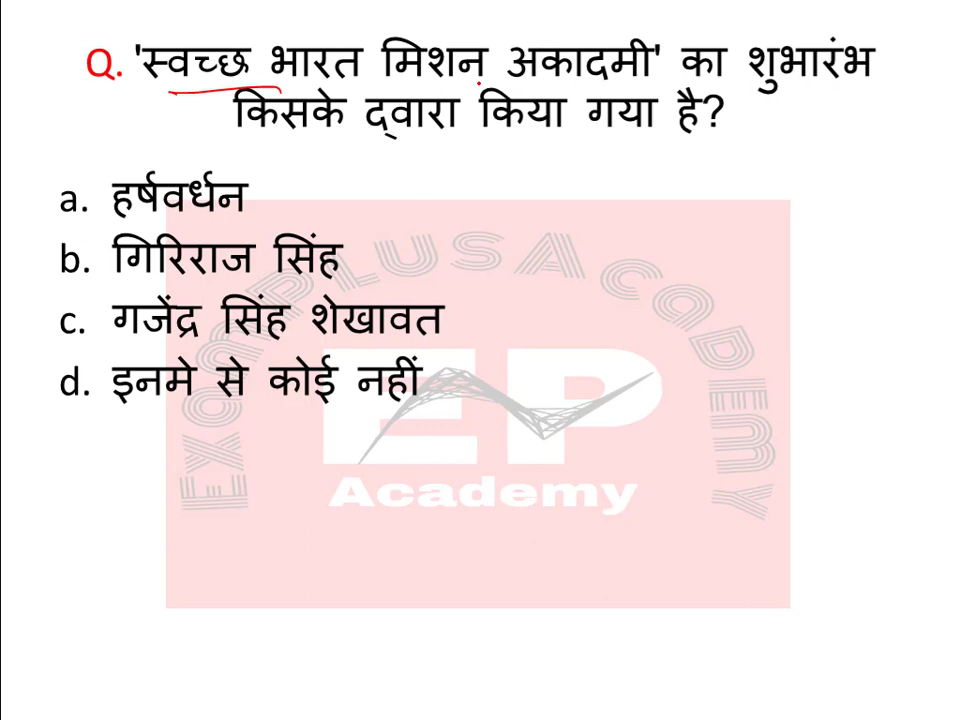 Q. 'स्वच्छ भारत मिशन अकादमी' का शुभारंभ
किसके द्वारा किया गया है?
a. हर्षवर्धन
b. गिरिराज सिंह
c. गजेंद्र सिंह शेखावत
d. इनमे से कोई नहीं
EXAMPLUS ACADEMY
EP
Academy